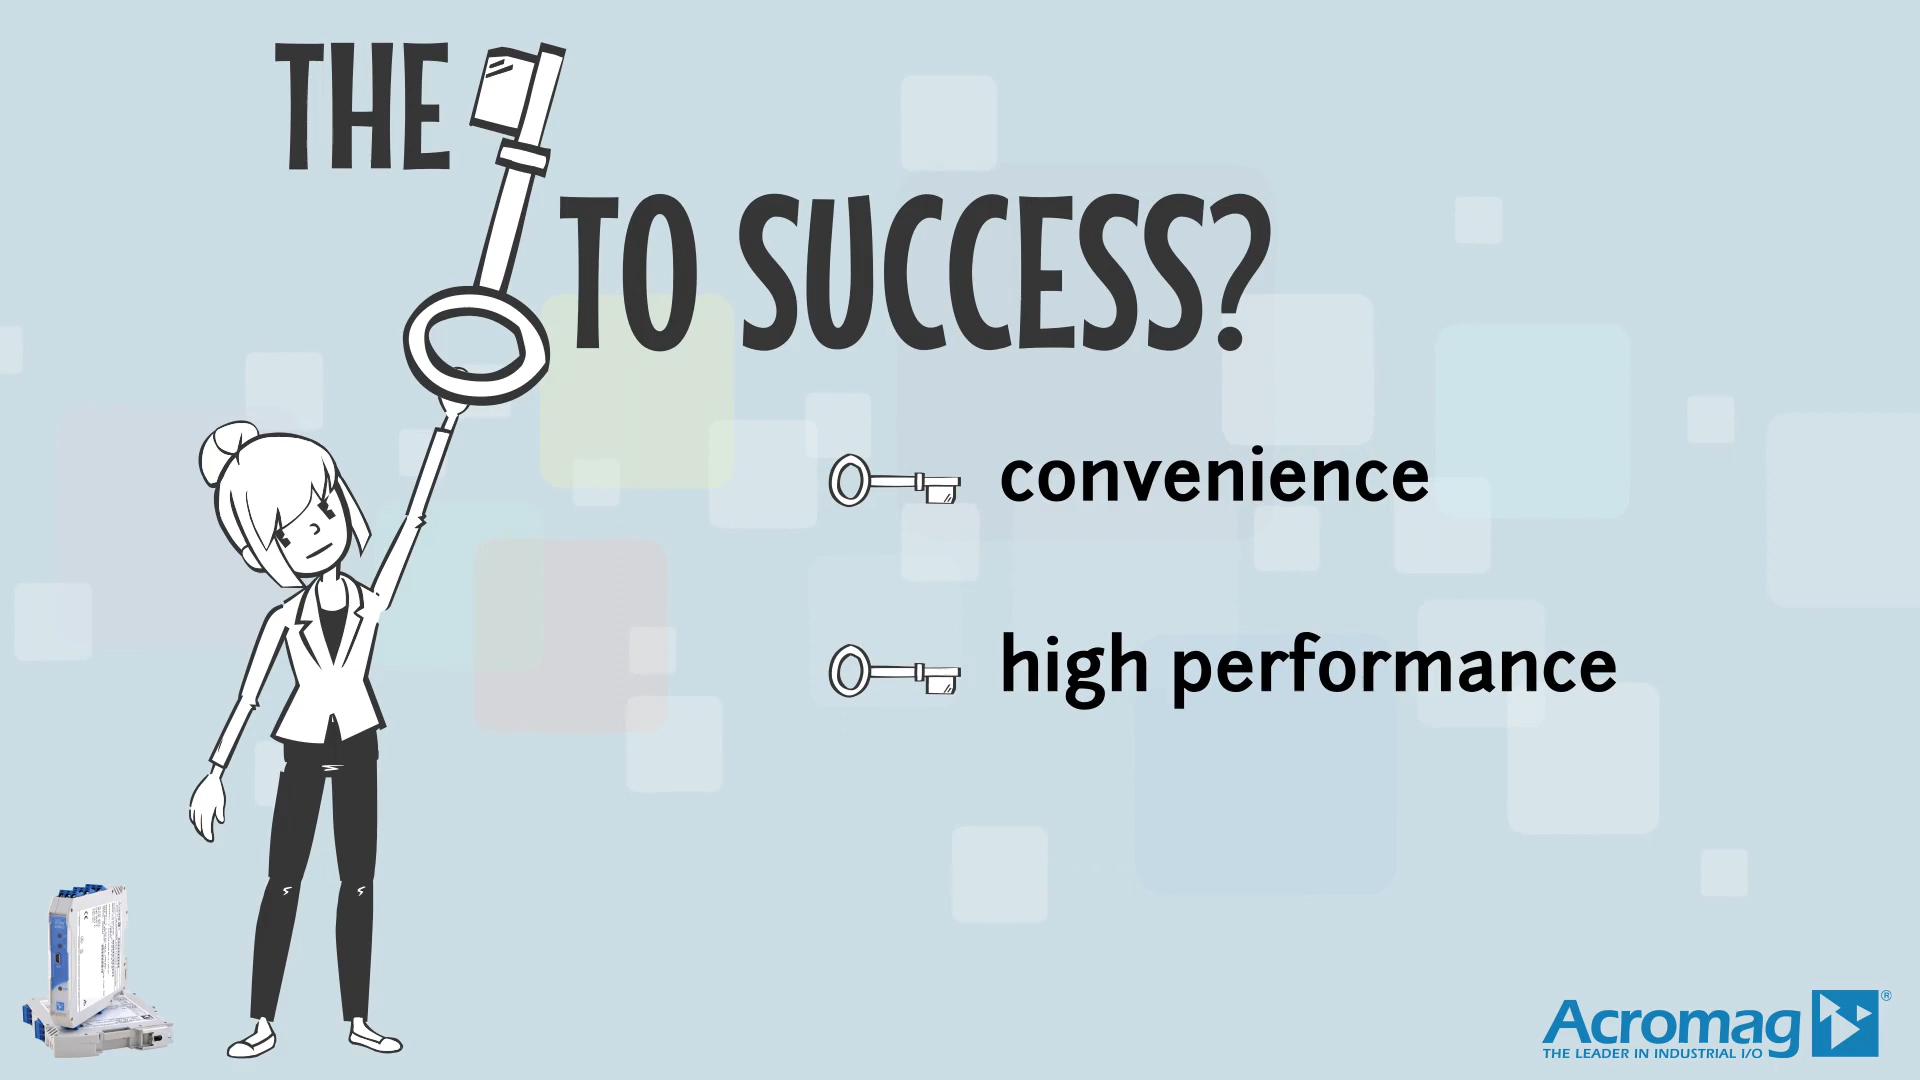 THE
TO SUCCESS?
convenience
high performance
Acromag
®
THE LEADER IN INDUSTRIAL I/O